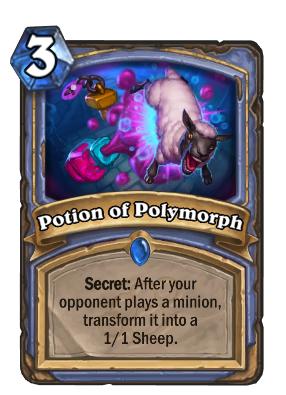 3
Potion of Polymorph
Secret: After your
opponent plays a minion,
transform it into a
1/1 Sheep.